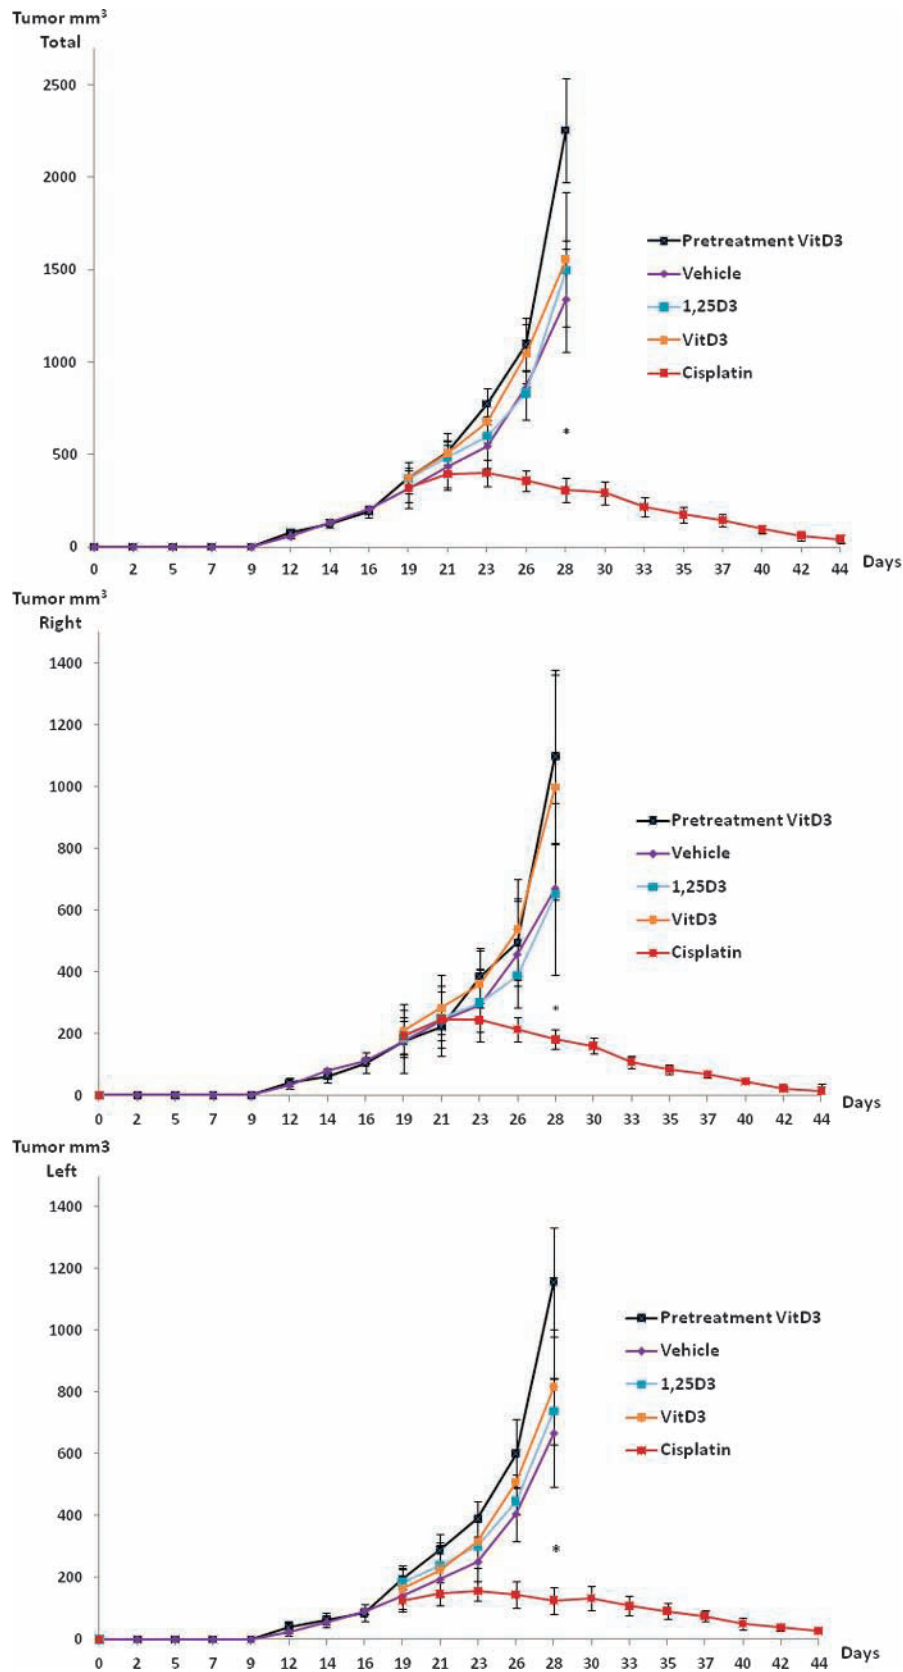 Tumor mm³
Total
2500
2000
1500
1000
500
0
Pretreatment VitD3
Vehicle
1,25D3
VitD3
Cisplatin
*
0 2 5 7 9 12 14 16 19 21 23 26 28 30 33 35 37 40 42 44 Days
Tumor mm³
Right
1400
1200
1000
800
600
400
200
0
Pretreatment VitD3
Vehicle
1,25D3
VitD3
Cisplatin
*
0 2 5 7 9 12 14 16 19 21 23 26 28 30 33 35 37 40 42 44 Days
Tumor mm3
Left
1400
1200
1000
800
600
400
200
0
Pretreatment VitD3
Vehicle
1,25D3
VitD3
Cisplatin
*
0 2 5 7 9 12 14 16 19 21 23 26 28 30 33 35 37 40 42 44 Days